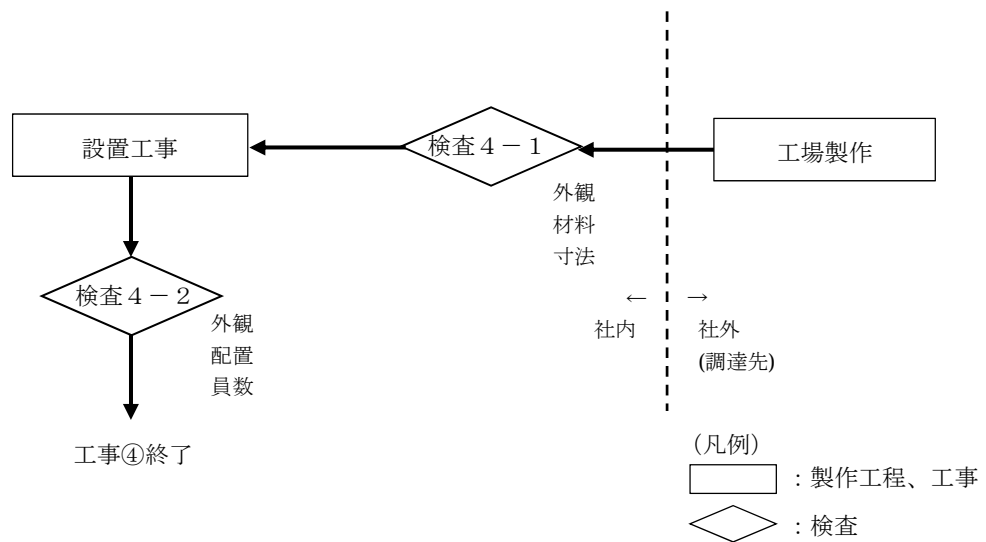 設置工事
検査４－１
工場製作
外観
材料
寸法
検査４－２
外観
配置
員数
← →
社内 社外
(調達先)
工事④終了
（凡例）
：製作工程、工事
：検査